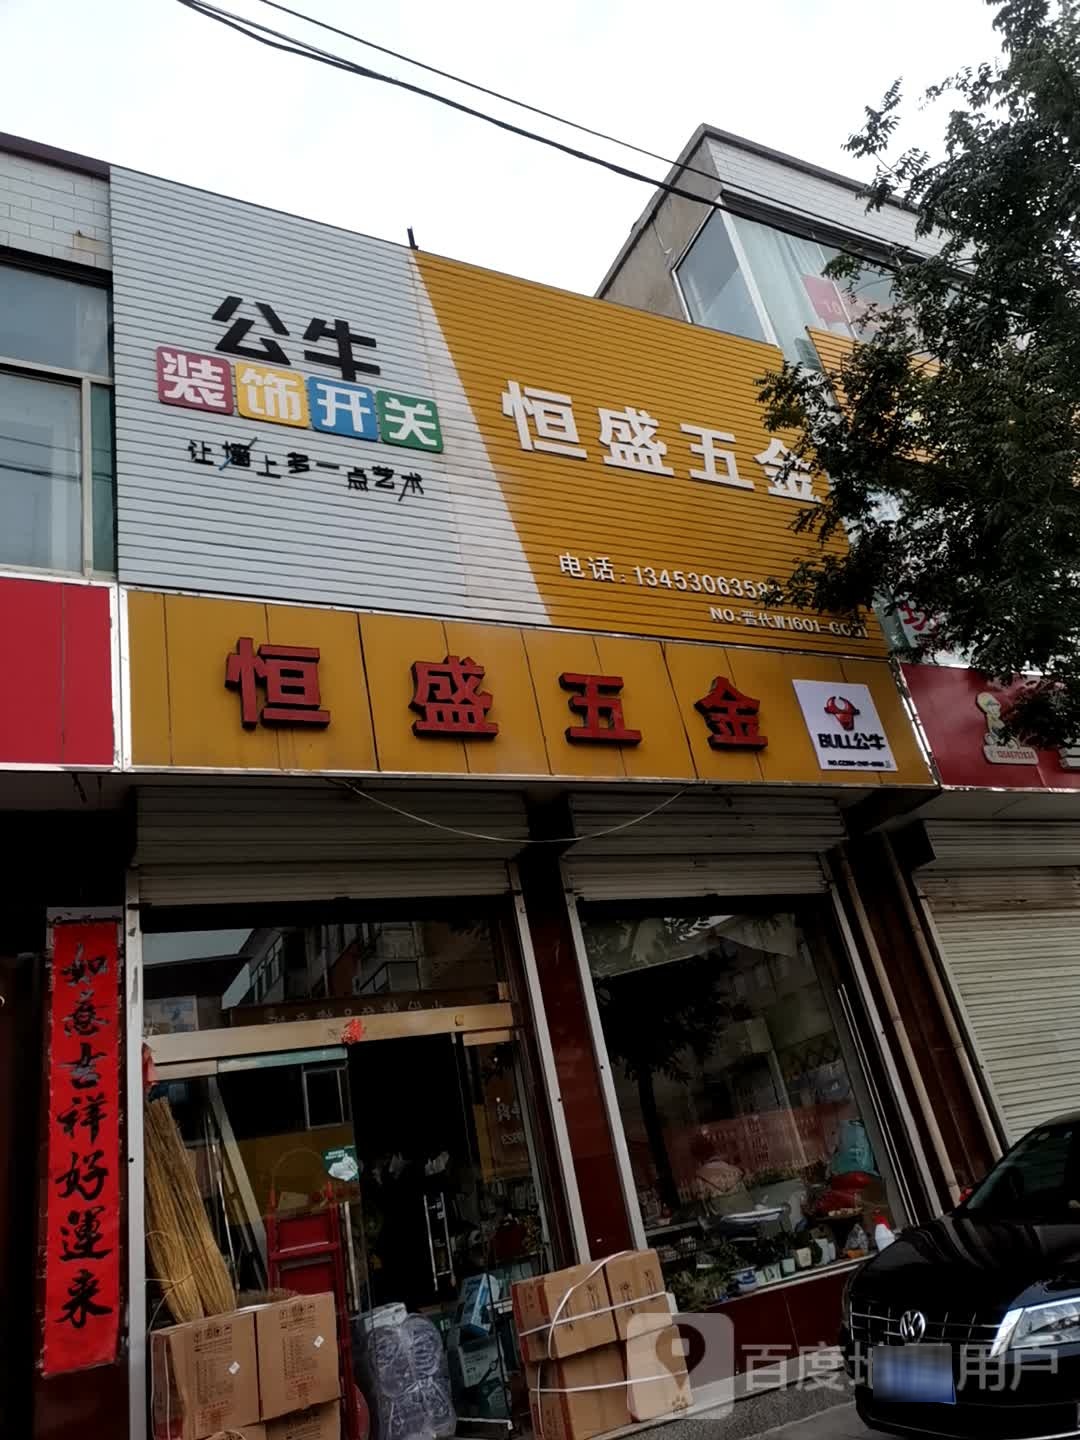 公牛
装饰开关
让墙上多一点艺术
恒盛五金
电话:1345306358
NO.晋代W1601-G0
恒盛五金
BULL公牛
如意吉祥好運来
百度地图用户